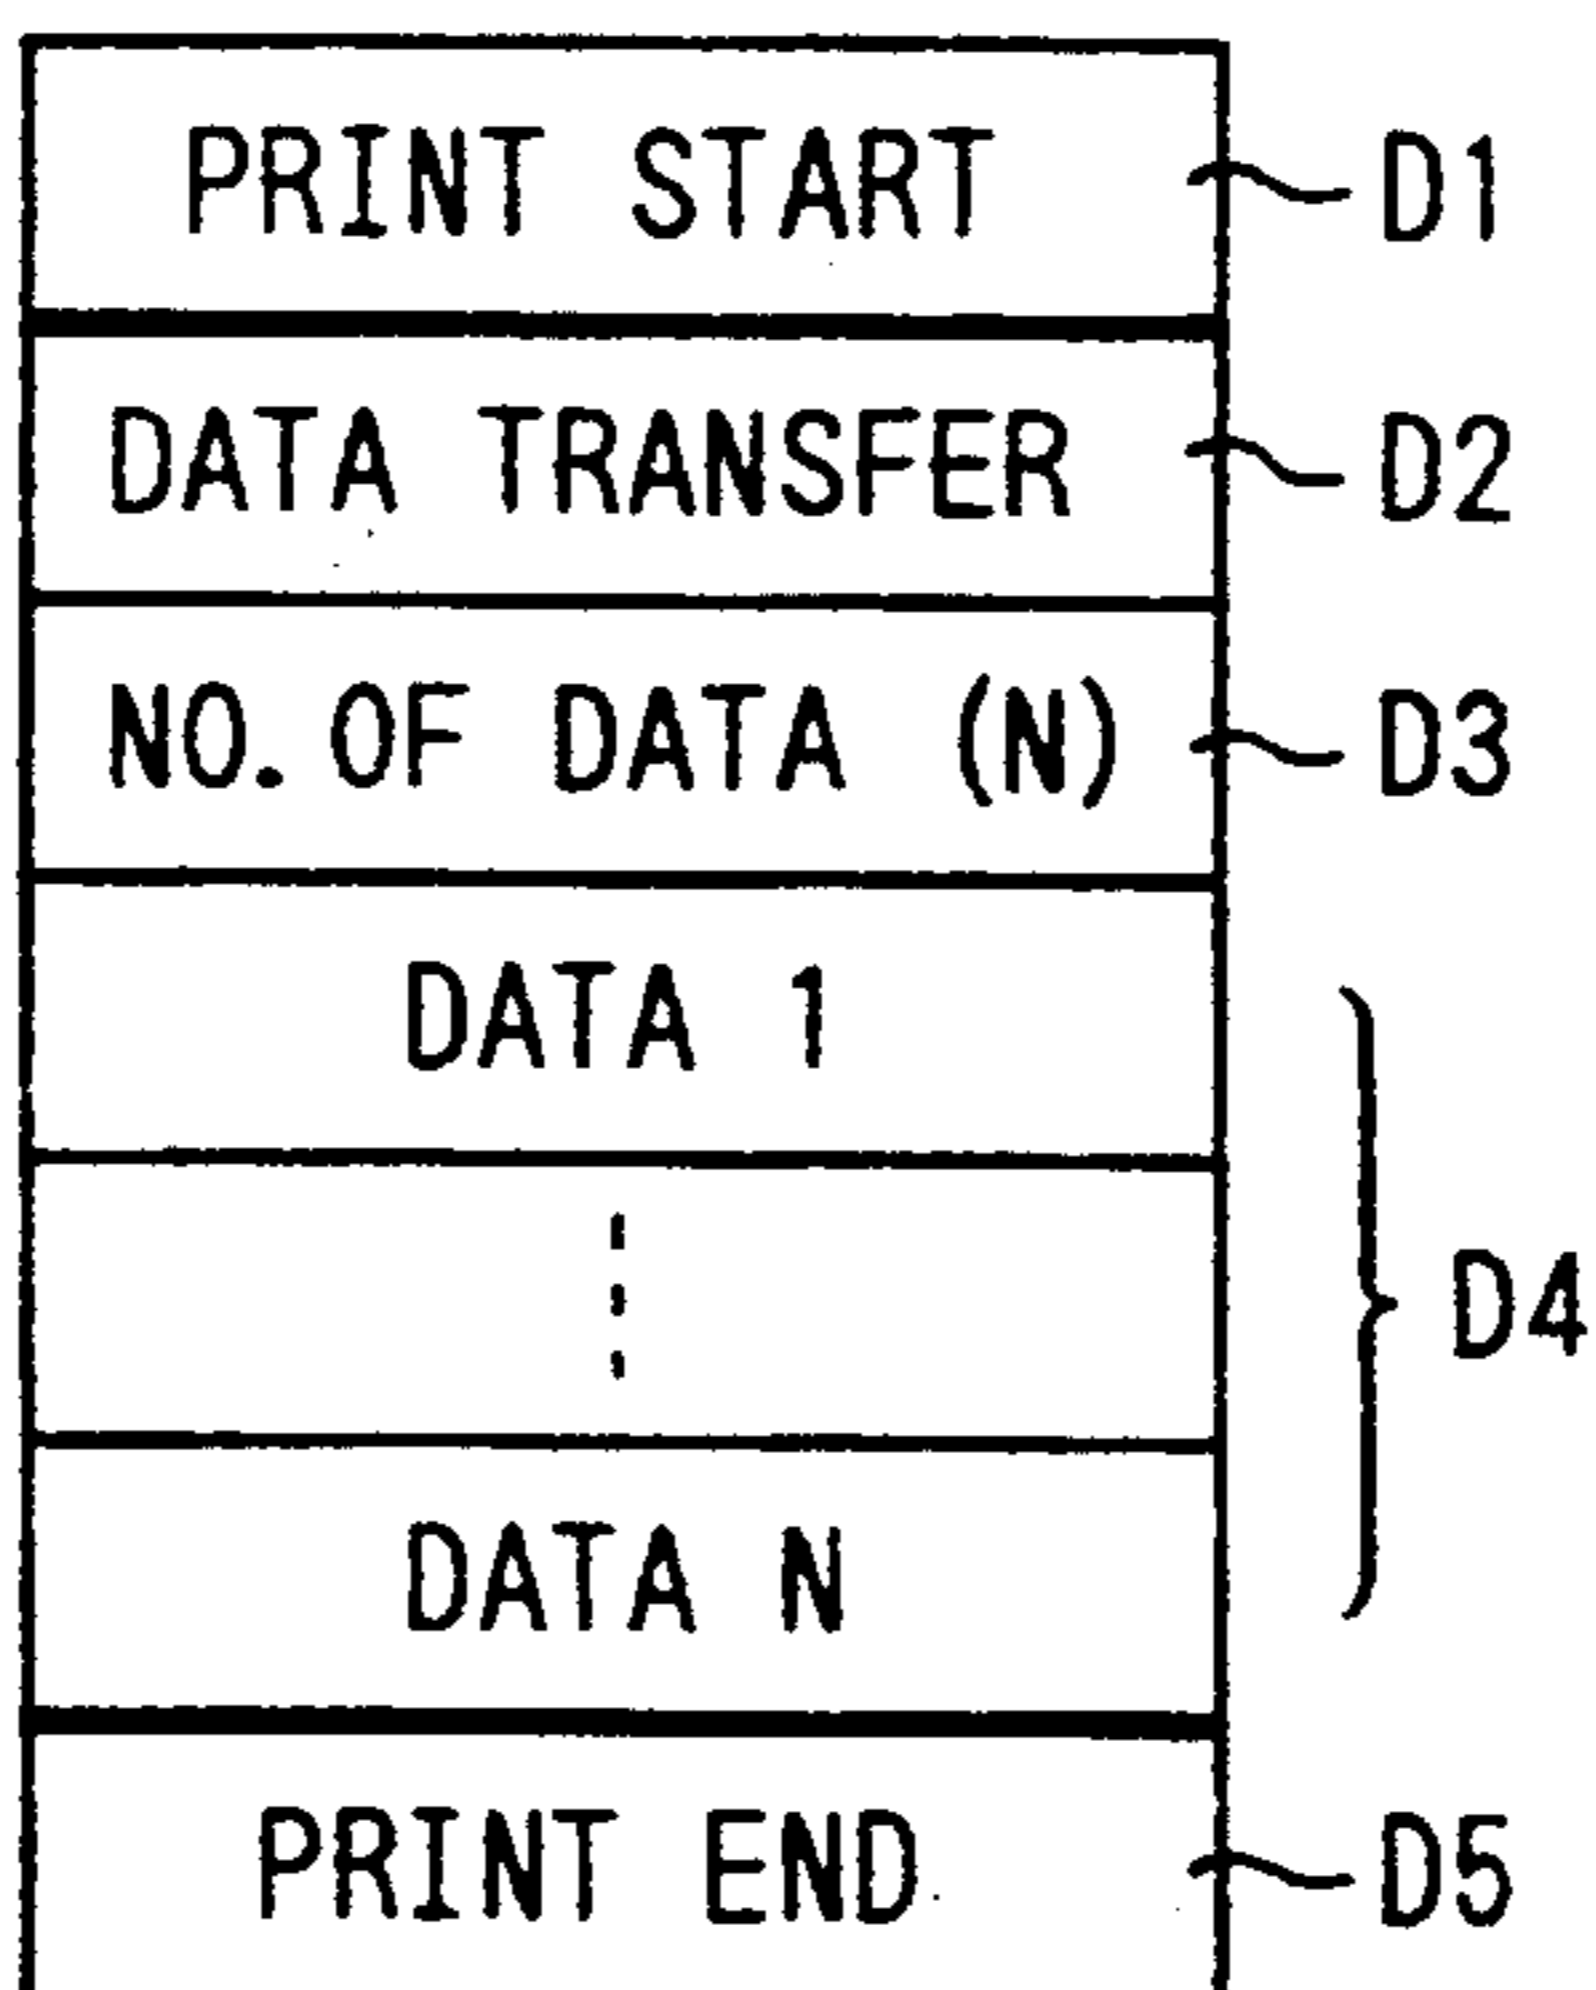 PRINT START D1
DATA TRANSFER D2
NO. OF DATA (N) D3
DATA 1
D4
DATA N
PRINT END D5